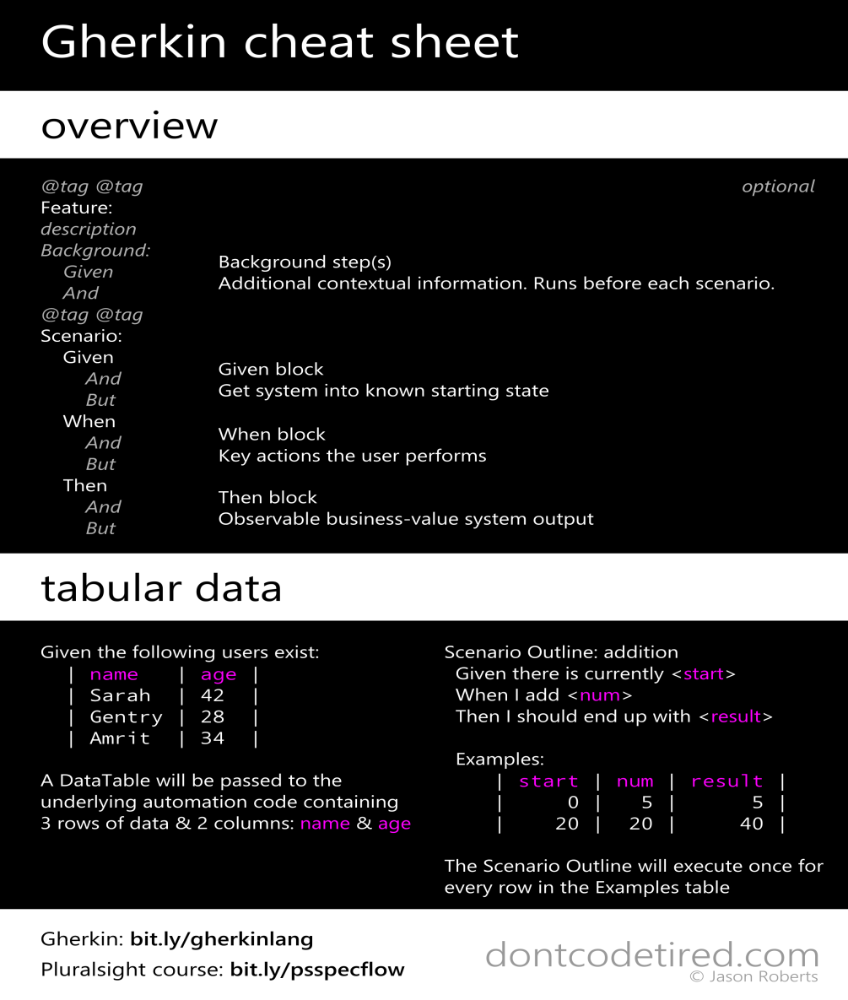 Gherkin cheat sheet
overview
@tag @tag
optional
Feature:
description
Background:
Given
And
Background step(s)
Additional contextual information. Runs before each scenario.
@tag @tag
Scenario:
Given
And
But
Given block
Get system into known starting state
When
And
But
When block
Key actions the user performs
Then
And
But
Then block
Observable business-value system output
tabular data
Given the following users exist:
| name | age |
| Sarah | 42 |
| Gentry | 28 |
| Amrit | 34 |
A DataTable will be passed to the
underlying automation code containing
3 rows of data & 2 columns: name & age
Scenario Outline: addition
Given there is currently <start>
When I add <num>
Then I should end up with <result>
Examples:
| start | num | result |
| 0 | 5 | 5 |
| 20 | 20 | 40 |
The Scenario Outline will execute once for
every row in the Examples table
Gherkin: bit.ly/gherkinlang
Pluralsight course: bit.ly/psspecflow
dontcodetired.com
© Jason Roberts